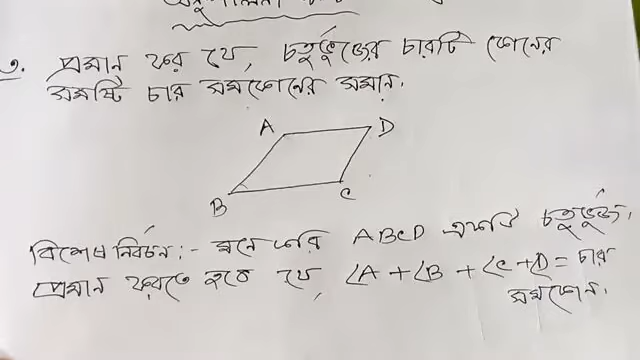 ৩. প্রমান কর যে, চতুর্ভুজের চারটি কোনের
সমষ্টি চার সমকোনের সমান.
A
D
B
C
বিশেষ নির্বচন:- মনে করি ABCD একটি চতুর্ভুজ.
প্রমান করতে হবে যে, ∠A + ∠B + ∠C + ∠D = চার
সমকোন.